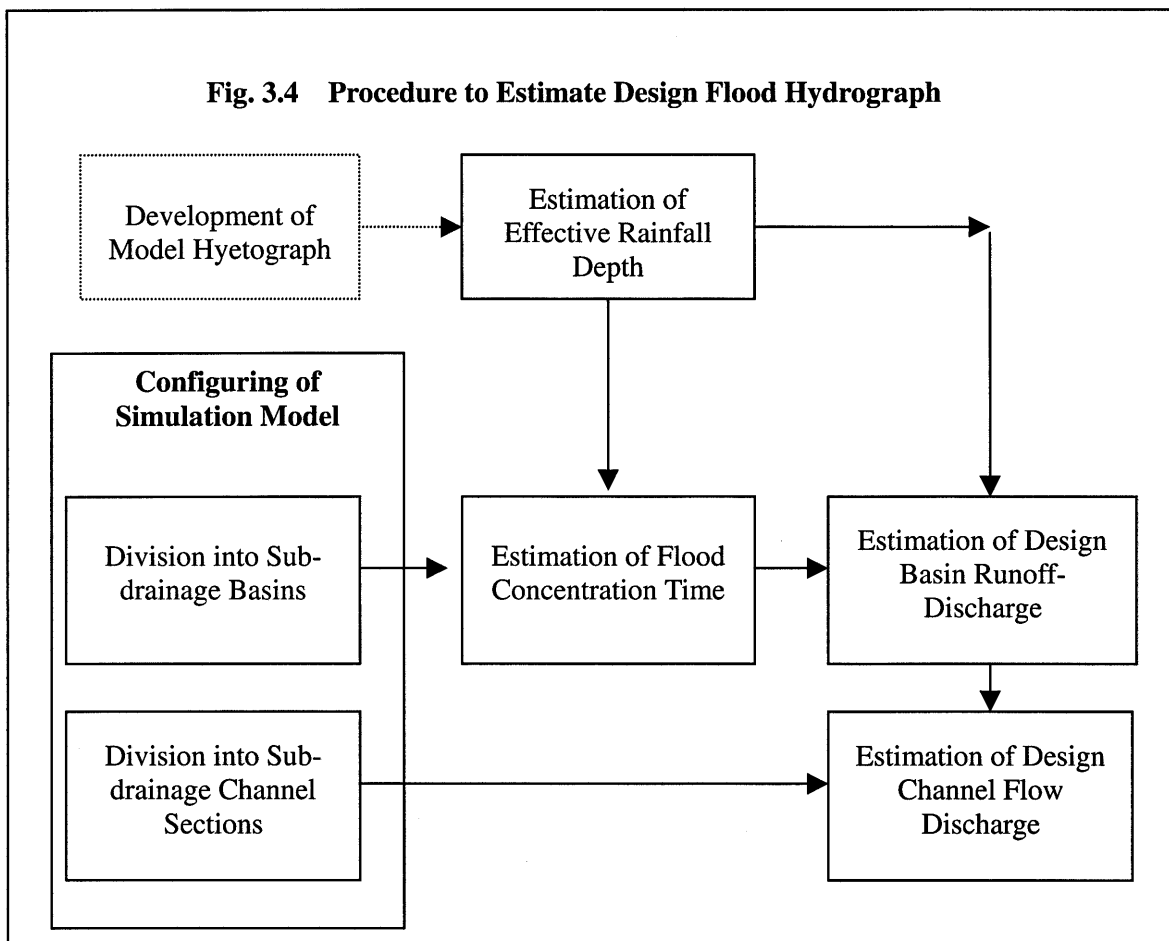 Fig. 3.4 Procedure to Estimate Design Flood Hydrograph
Development of
Model Hyetograph
Estimation of
Effective Rainfall
Depth
Configuring of
Simulation Model
Division into Sub-
drainage Basins
Estimation of Flood
Concentration Time
Estimation of Design
Basin Runoff-
Discharge
Division into Sub-
drainage Channel
Sections
Estimation of Design
Channel Flow
Discharge